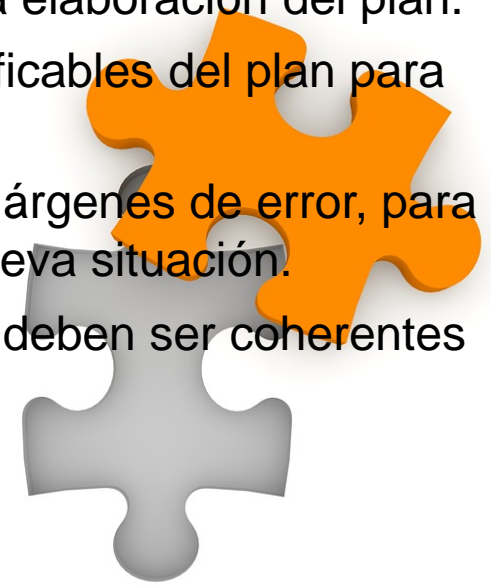 a elaboración del plan.
ficables del plan para
árgenes de error, para
eva situación.
deben ser coherentes